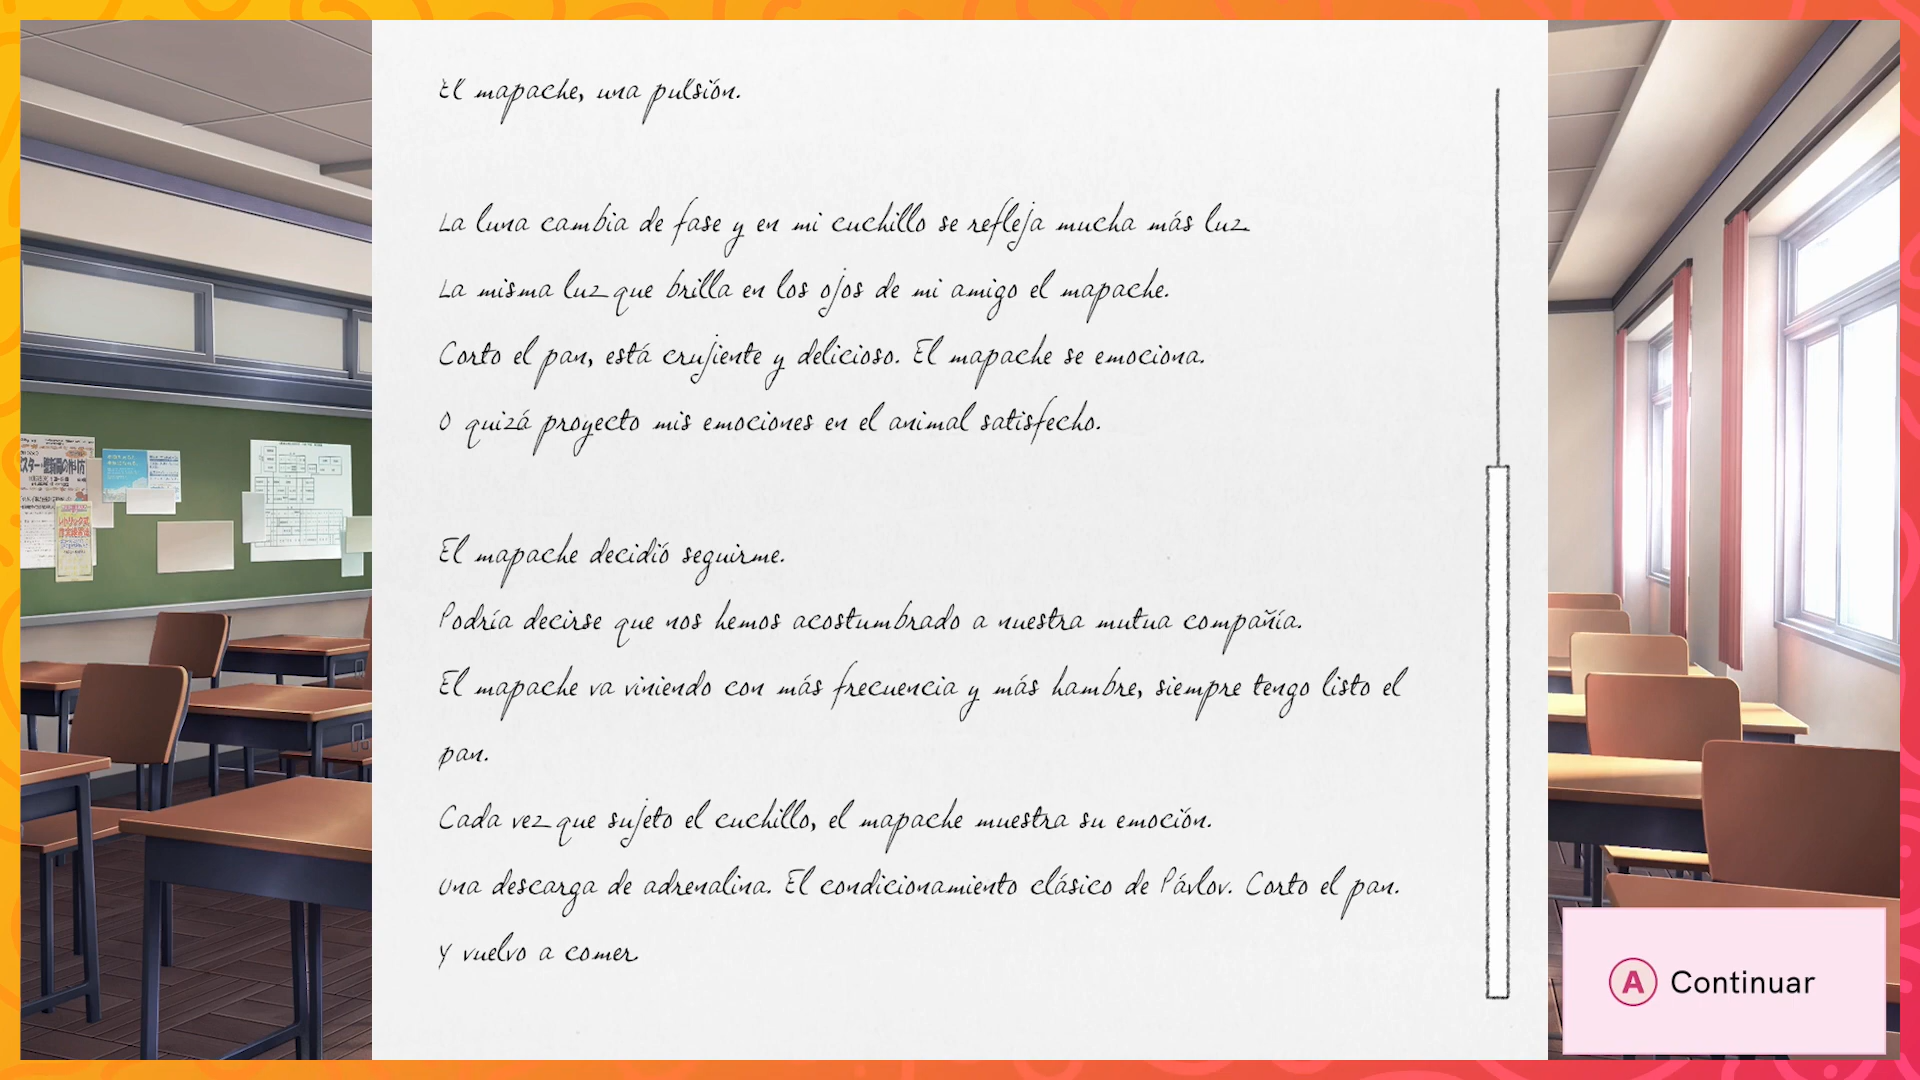 El mapache, una pulsión.
La luna cambia de fase y en mi cuchillo se refleja mucha más luz.
La misma luz que brilla en los ojos de mi amigo el mapache.
Corto el pan, está crujiente y delicioso. El mapache se emociona.
O quizá proyecto mis emociones en el animal satisfecho.
El mapache decidió seguirme.
Podría decirse que nos hemos acostumbrado a nuestra mutua compañía.
El mapache va viniendo con más frecuencia y más hambre, siempre tengo listo el
pan.
Cada vez que sujeto el cuchillo, el mapache muestra su emoción.
Una descarga de adrenalina. El condicionamiento clásico de Pávlov. Corto el pan.
Y vuelvo a comer.
A Continuar